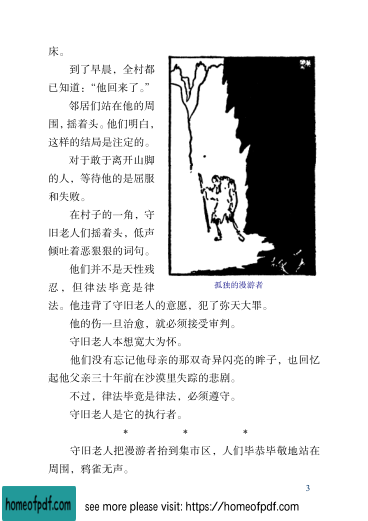 床。
到了早晨，全村都
已知道：“他回来了。”
邻居们站在他的周
围，摇着头。他们明白，
这样的结局是注定的。
对于敢于离开山脚
的人，等待他的是屈服
和失败。
在村子的一角，守
旧老人们摇着头，低声
倾吐着恶狠狠的词句。
他们并不是天性残
忍，但律法毕竟是律
法。他违背了守旧老人的意愿，犯了弥天大罪。
孤独的漫游者
他的伤一旦治愈，就必须接受审判。
守旧老人本想宽大为怀。
他们没有忘记他母亲的那双奇异闪亮的眸子，也回忆
起他父亲三十年前在沙漠里失踪的悲剧。
不过，律法毕竟是律法，必须遵守。
守旧老人是它的执行者。
* * *
守旧老人把漫游者抬到集市区，人们毕恭毕敬地站在
周围，鸦雀无声。
3
homeofpdf.com see more please visit: https://homeofpdf.com